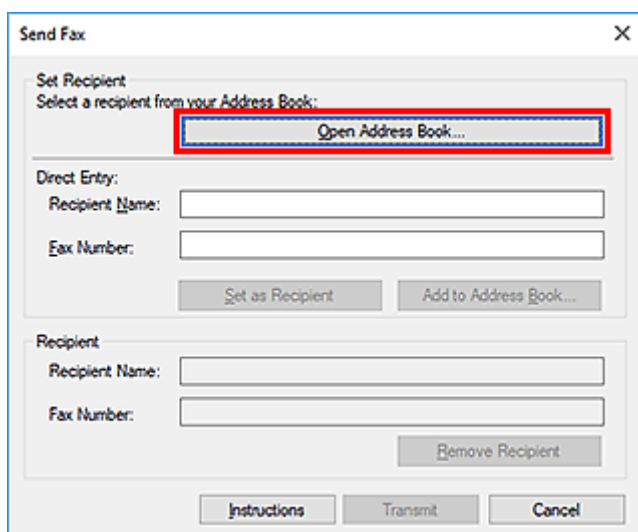 Send Fax
Set Recipient
Select a recipient from your Address Book:
Open Address Book...
Direct Entry:
Recipient Name:
Fax Number:
Set as Recipient Add to Address Book...
Recipient
Recipient Name:
Fax Number:
Remove Recipient
Instructions Transmit Cancel